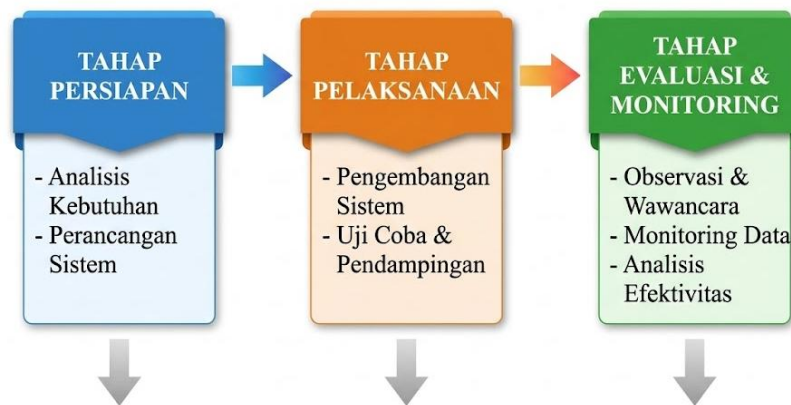 TAHAP
PERSIAPAN
- Analisis
Kebutuhan
- Perancangan
Sistem
TAHAP
PELAKSANAAN
- Pengembangan
Sistem
- Uji Coba &
Pendampingan
TAHAP
EVALUASI &
MONITORING
- Observasi &
Wawancara
- Monitoring Data
- Analisis
Efektivitas